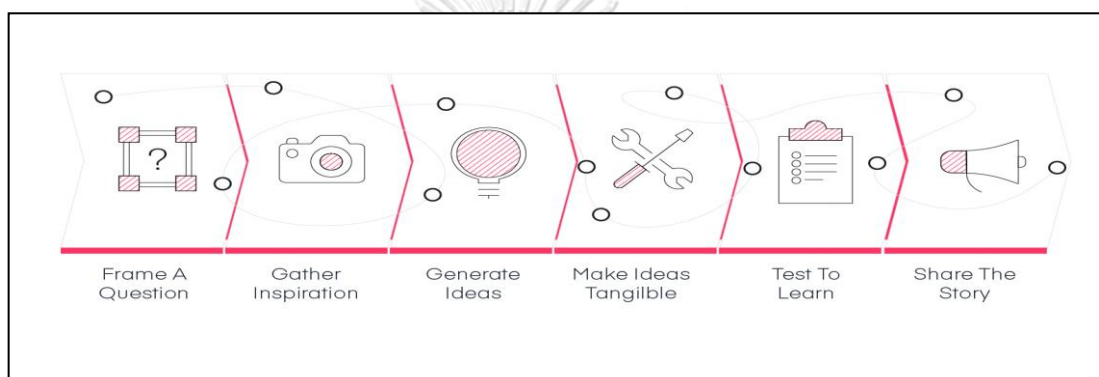 ?
Frame A
Question
Gather
Inspiration
Generate
Ideas
Make Ideas
Tangilble
Test To
Learn
Share The
Story